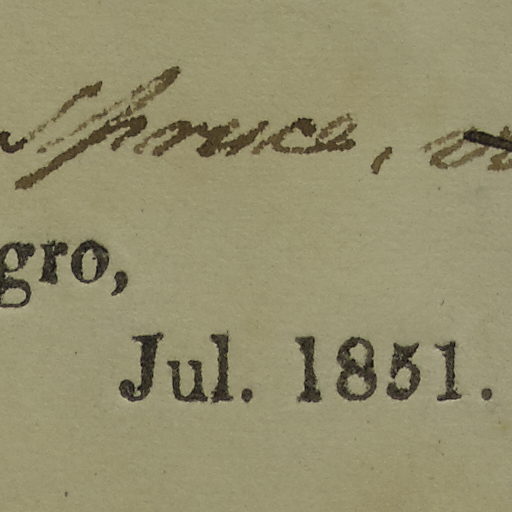 Spruce,
gro,
Jul. 1851.